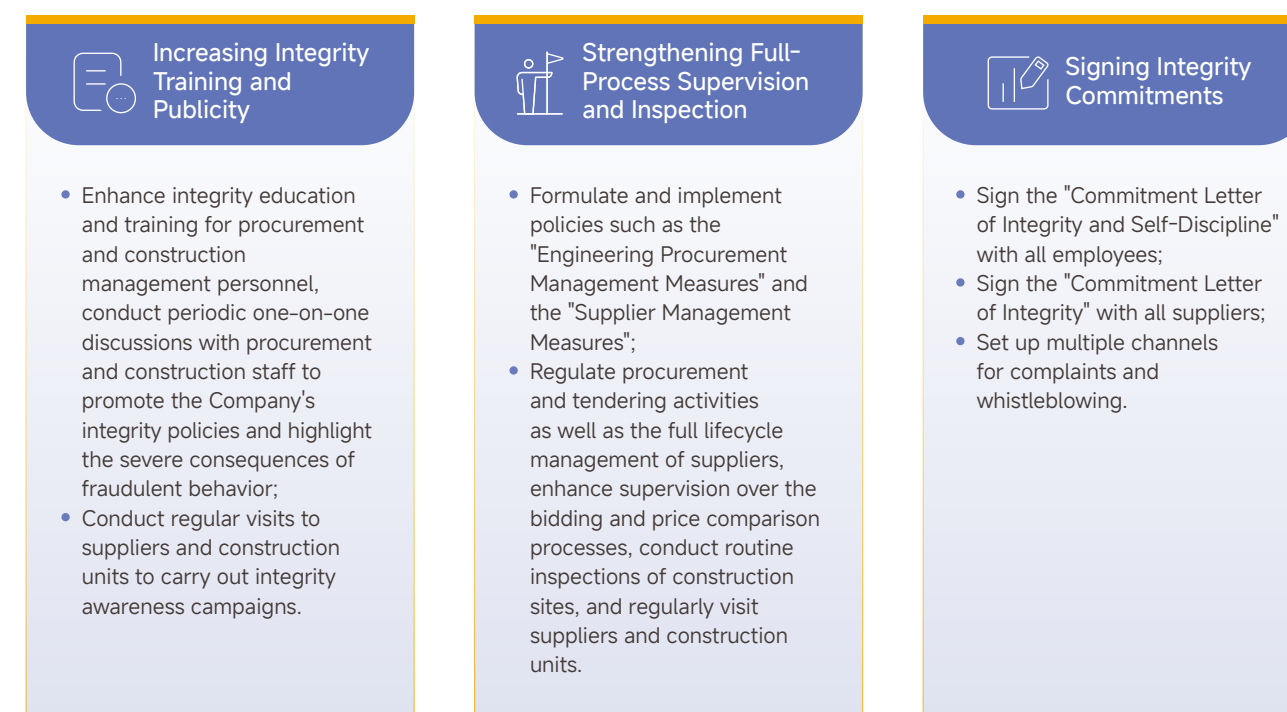 Increasing Integrity
Training and
Publicity
• Enhance integrity education
and training for procurement
and construction
management personnel,
conduct periodic one-on-one
discussions with procurement
and construction staff to
promote the Company's
integrity policies and highlight
the severe consequences of
fraudulent behavior;
• Conduct regular visits to
suppliers and construction
units to carry out integrity
awareness campaigns.
Strengthening Full-
Process Supervision
and Inspection
• Formulate and implement
policies such as the
"Engineering Procurement
Management Measures" and
the "Supplier Management
Measures";
• Regulate procurement
and tendering activities
as well as the full lifecycle
management of suppliers,
enhance supervision over the
bidding and price comparison
processes, conduct routine
inspections of construction
sites, and regularly visit
suppliers and construction
units.
Signing Integrity
Commitments
• Sign the "Commitment Letter
of Integrity and Self-Discipline"
with all employees;
• Sign the "Commitment Letter
of Integrity" with all suppliers;
• Set up multiple channels
for complaints and
whistleblowing.